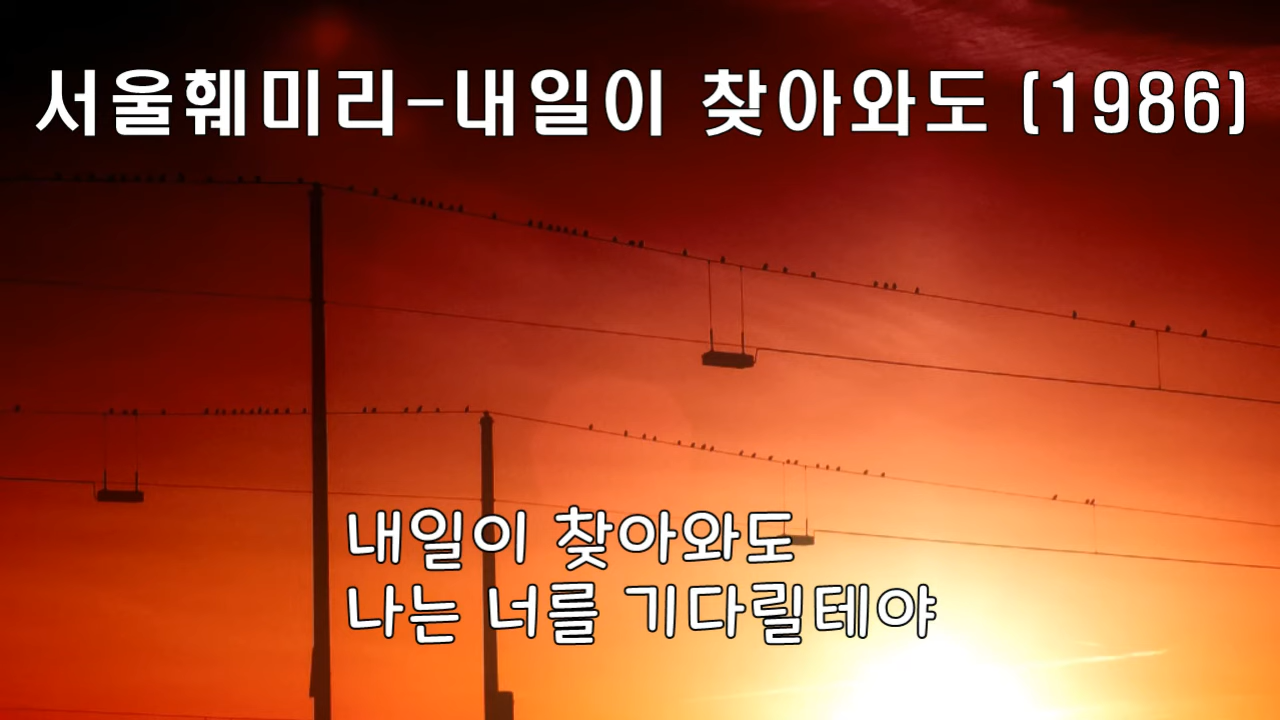 서울훼미리-내일이 찾아와도 (1986)
내일이 찾아와도
나는 너를 기다릴테야